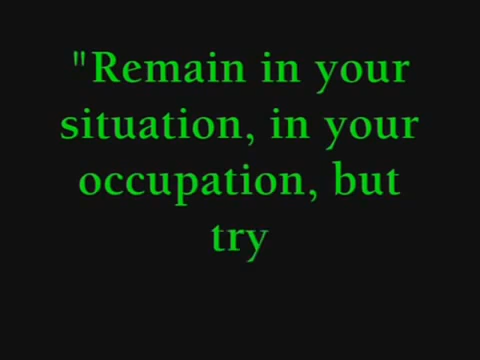 "Remain in your
situation, in your
occupation, but
try